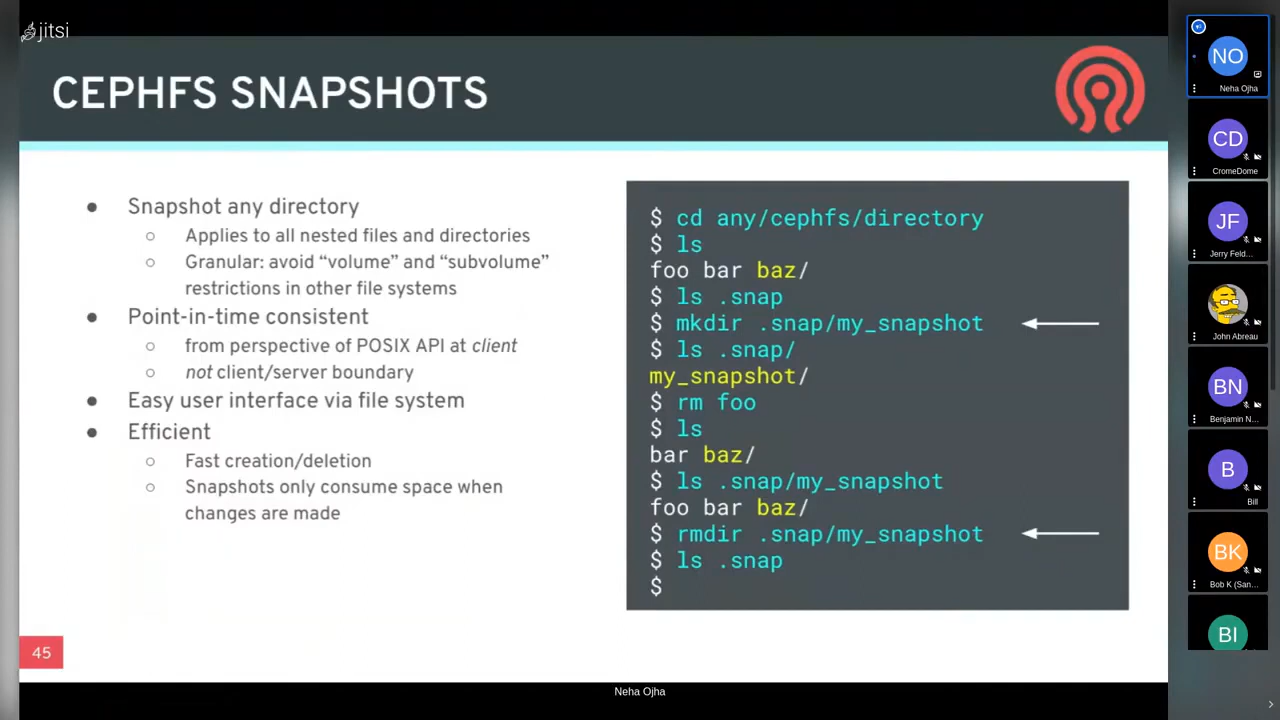 jitsi
CEPHFS SNAPSHOTS
● Snapshot any directory
○ Applies to all nested files and directories
○ Granular: avoid “volume” and “subvolume”
restrictions in other file systems
● Point-in-time consistent
○ from perspective of POSIX API at client
○ not client/server boundary
● Easy user interface via file system
● Efficient
○ Fast creation/deletion
○ Snapshots only consume space when
changes are made
$ cd any/cephfs/directory
$ ls
foo bar baz/
$ ls .snap
$ mkdir .snap/my_snapshot
$ ls .snap/
my_snapshot/
$ rm foo
$ ls
bar baz/
$ ls .snap/my_snapshot
foo bar baz/
$ rmdir .snap/my_snapshot
$ ls .snap
$
45
Neha Ojha
NO
Neha Ojha
CD
CromeDome
JF
Jerry Feld...
John Abreau
BN
Benjamin N...
B
Bill
BK
Bob K (San...
BI